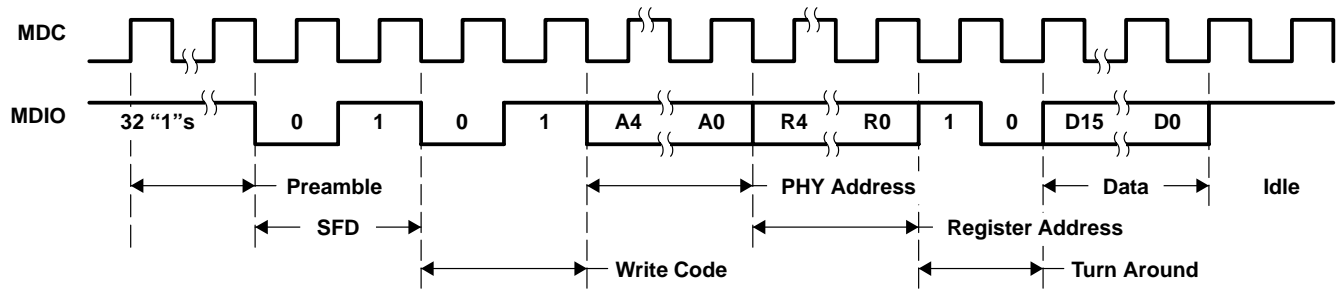 MDC
MDIO
32 “1”s 0 1 0 1 A4 A0 R4 R0 1 0 D15 D0
Preamble PHY Address Data Idle
SFD Register Address
Write Code Turn Around